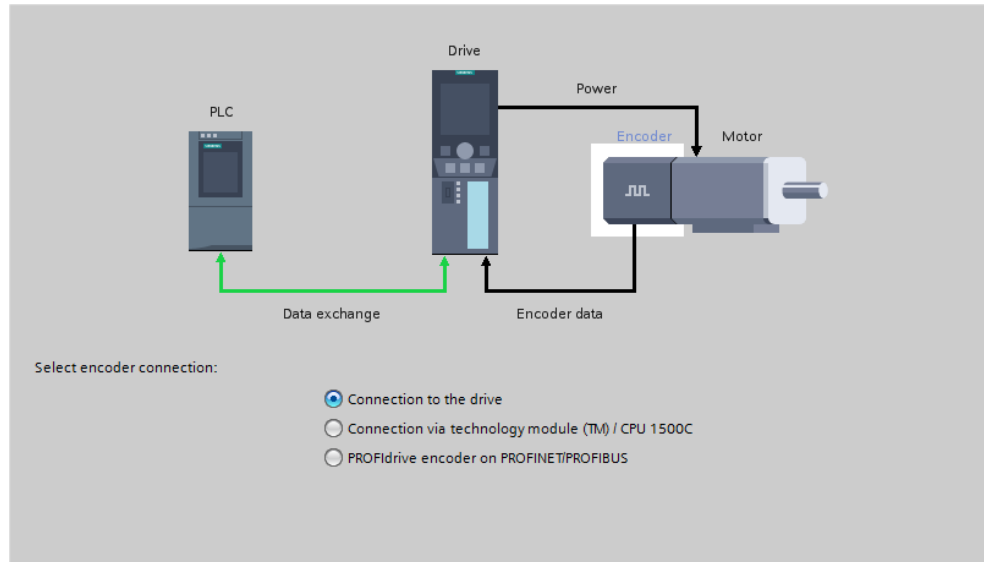 Drive
Power
PLC
Encoder
Motor
Data exchange
Encoder data
Select encoder connection:
Connection to the drive
Connection via technology module (TM) / CPU 1500C
PROFIdrive encoder on PROFINET/PROFIBUS